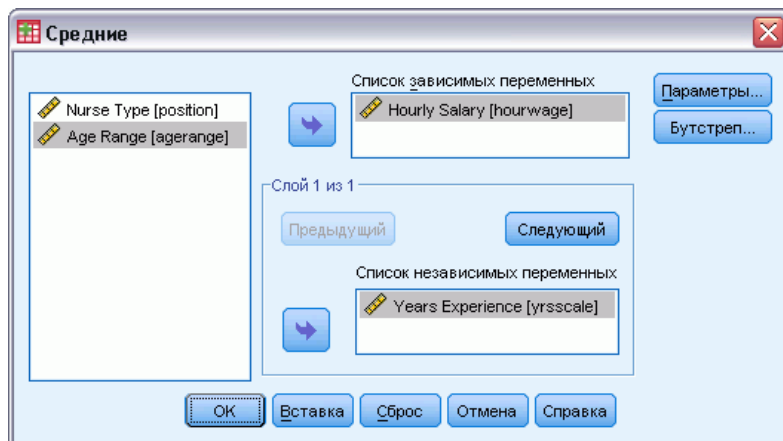 Средние
Nurse Type [position]
Age Range [agerange]
Список зависимых переменных
Hourly Salary [hourwage]
Параметры...
Бутстреп...
Слой 1 из 1
Предыдущий
Следующий
Список независимых переменных
Years Experience [yrsscale]
OK
Вставка
Сброс
Отмена
Справка